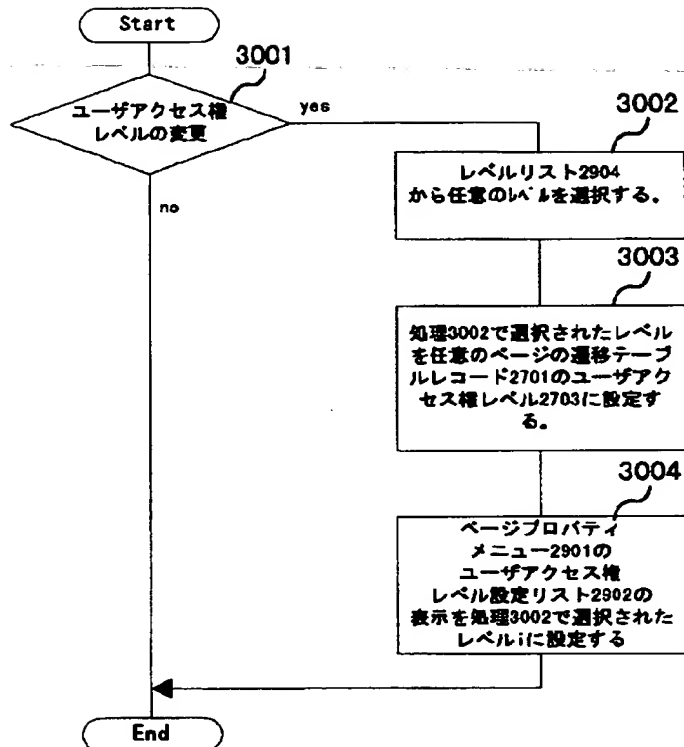 Start
3001
ユーザアクセス権
レベルの変更
yes
no
3002
レベルリスト2904
から任意のﾚﾍﾞﾙを選択する。
3003
処理3002で選択されたレベル
を任意のページの遷移テーブ
ルレコード2701のユーザアク
セス権レベル2703に設定す
る。
3004
ページプロパティ
メニュー2901の
ユーザアクセス権
レベル設定リスト2902の
表示を処理3002で選択された
レベルiに設定する
End